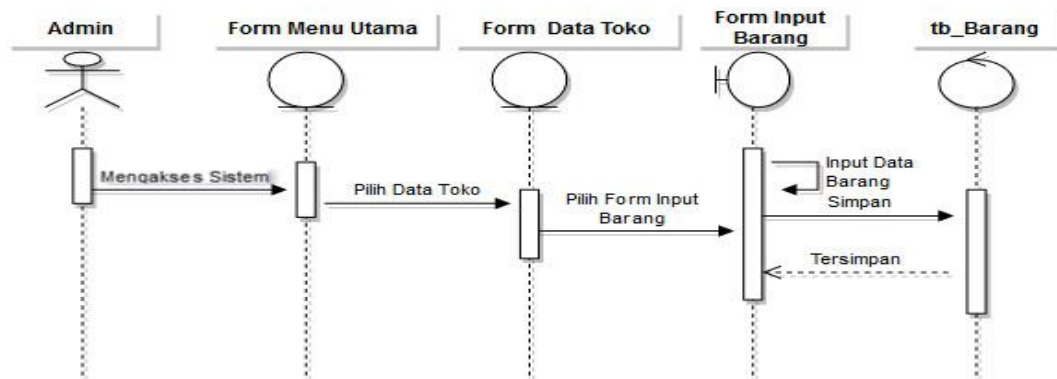 Admin
Form Menu Utama
Form Data Toko
Form Input
Barang
tb_Barang
Mengakses Sistem
Pilih Data Toko
Pilih Form Input
Barang
Input Data
Barang
Simpan
Tersimpan